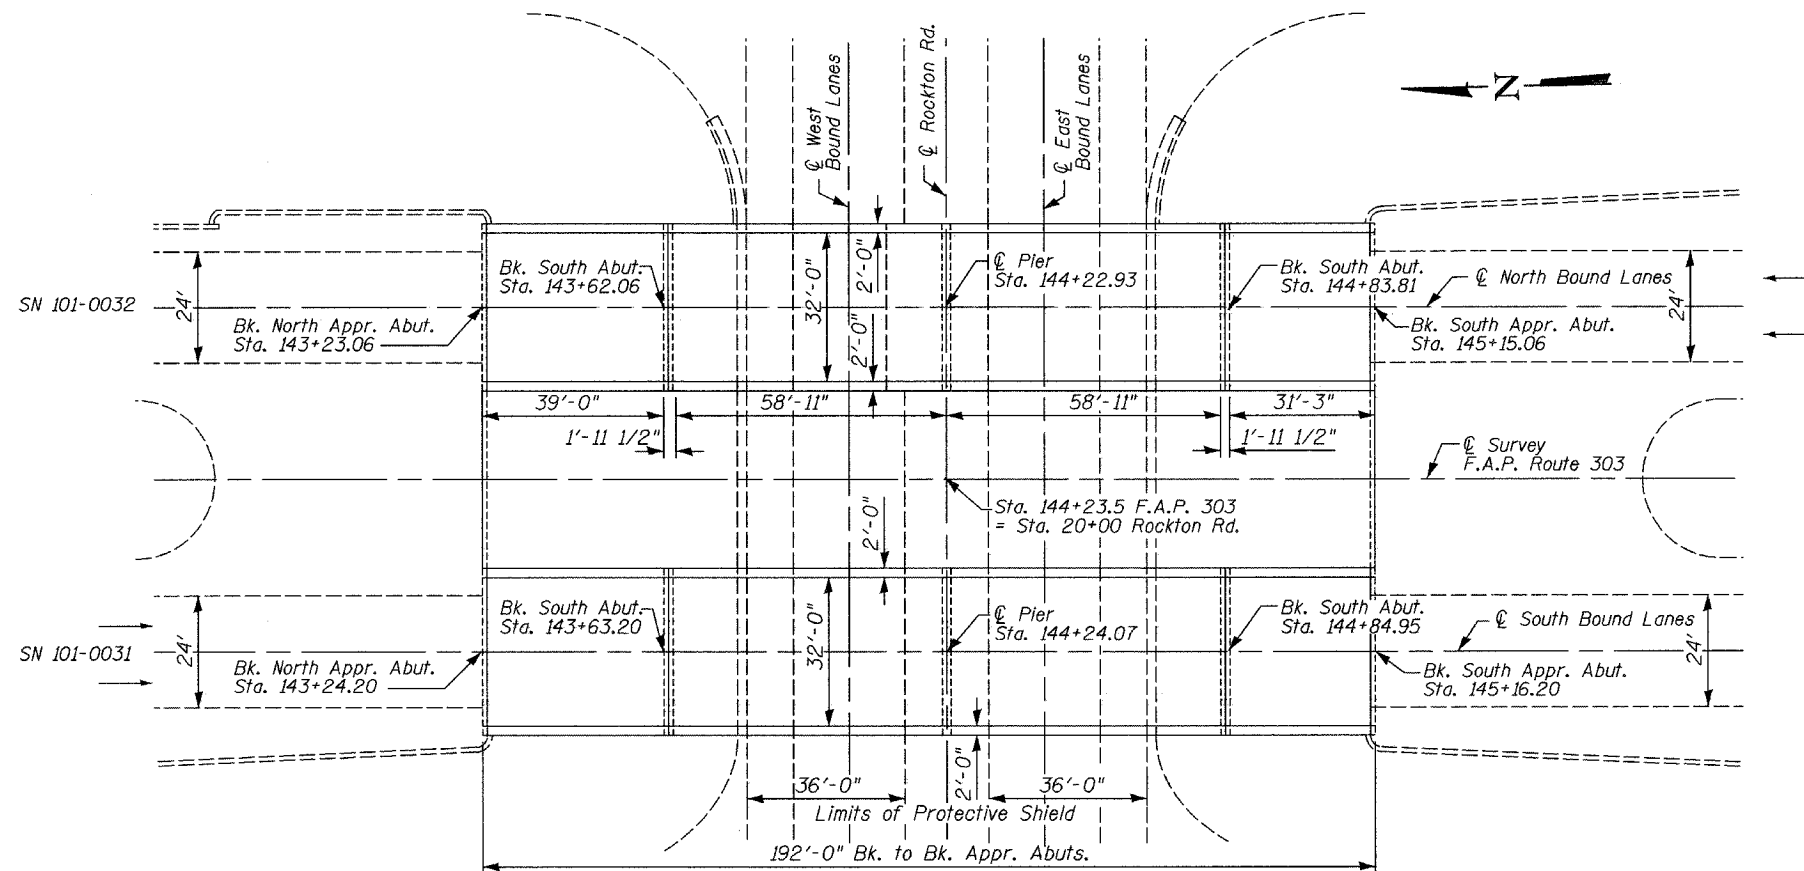 ℄ West
Bound Lanes
℄ Rockton Rd.
℄ East
Bound Lanes
N
SN 101-0032
24'
Bk. North Appr. Abut.
Sta. 143+23.06
Bk. South Abut.
Sta. 143+62.06
32'-0"
2'-0"
2'-0"
℄ Pier
Sta. 144+22.93
Bk. South Abut.
Sta. 144+83.81
℄ North Bound Lanes
24'
Bk. South Appr. Abut.
Sta. 145+15.06
39'-0"
58'-11"
58'-11"
31'-3"
1'-11 1/2"
1'-11 1/2"
℄ Survey
F.A.P. Route 303
Sta. 144+23.5 F.A.P. 303
= Sta. 20+00 Rockton Rd.
2'-0"
SN 101-0031
24'
Bk. North Appr. Abut.
Sta. 143+24.20
Bk. South Abut.
Sta. 143+63.20
32'-0"
℄ Pier
Sta. 144+24.07
Bk. South Abut.
Sta. 144+84.95
℄ South Bound Lanes
24'
Bk. South Appr. Abut.
Sta. 145+16.20
36'-0"
2'-0"
36'-0"
Limits of Protective Shield
192'-0" Bk. to Bk. Appr. Abuts.